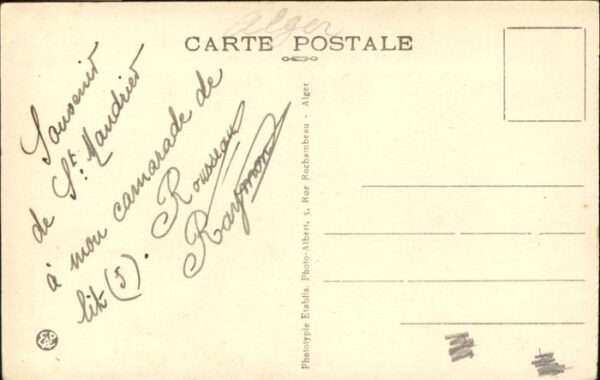 Alger
CARTE POSTALE
Souvenir
de St. Mandrier
à mon camarade de
lit (5). Rousseau
Raymond
Phototypie Etablis. Photo-Albert, 1, Rue Rochambeau - Alger